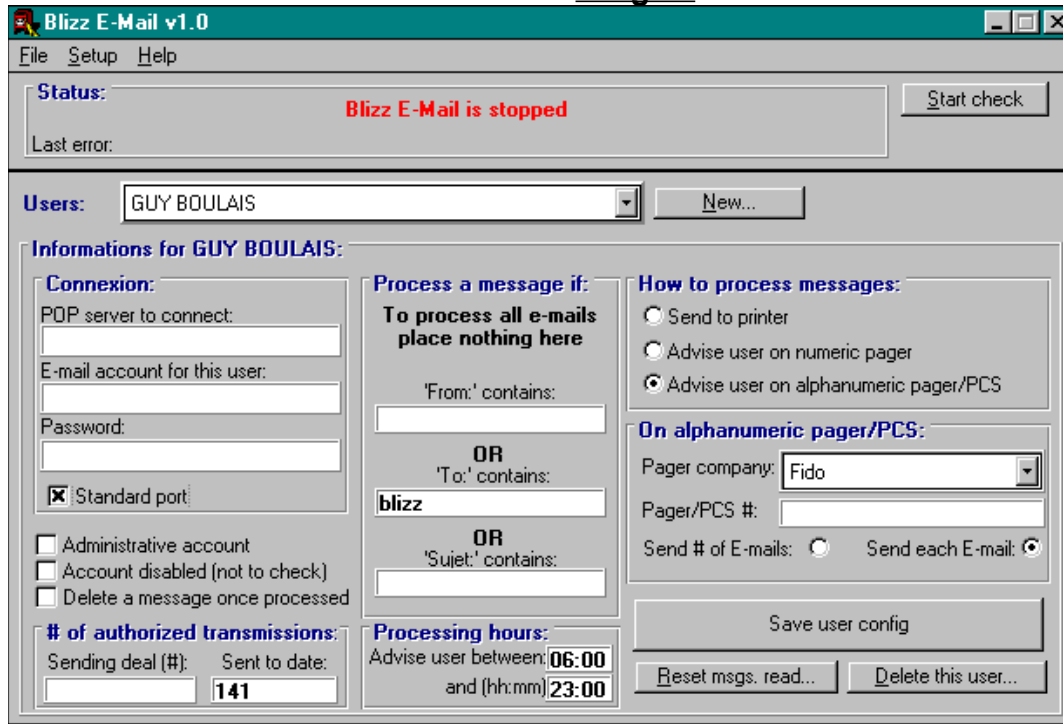 Blizz E-Mail v1.0
File Setup Help
Status:
Blizz E-Mail is stopped
Start check
Last error:
Users:
GUY BOULAIS
New...
Informations for GUY BOULAIS:
Connexion:
POP server to connect:
E-mail account for this user:
Password:
Standard port
Administrative account
Account disabled (not to check)
Delete a message once processed
# of authorized transmissions:
Sending deal (#): Sent to date:
141
Process a message if:
To process all e-mails
place nothing here
'From:' contains:
OR
'To:' contains:
blizz
OR
'Sujet:' contains:
Processing hours:
Advise user between: 06:00
and (hh:mm) 23:00
How to process messages:
Send to printer
Advise user on numeric pager
Advise user on alphanumeric pager/PCS
On alphanumeric pager/PCS:
Pager company: Fido
Pager/PCS #:
Send # of E-mails: Send each E-mail:
Save user config
Reset msgs. read... Delete this user...